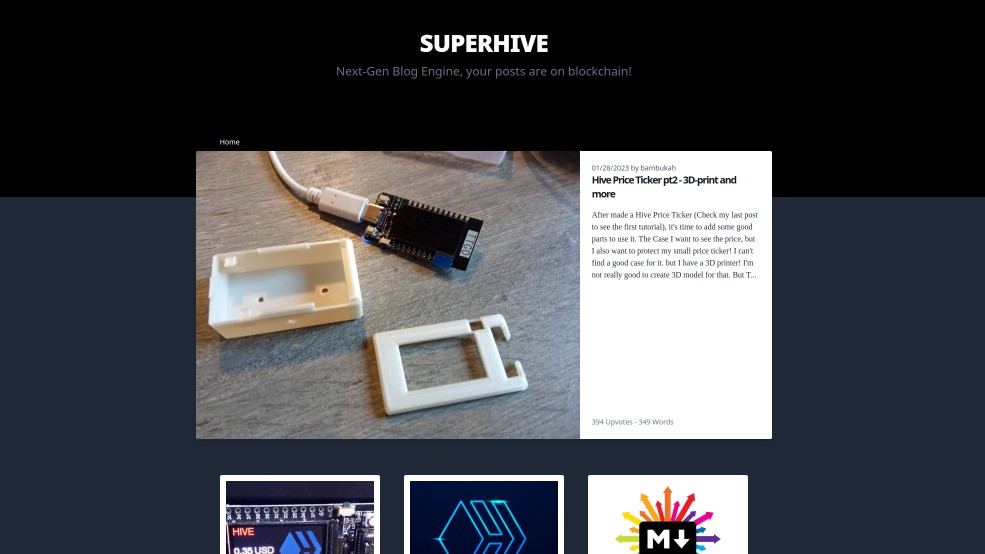 SUPERHIVE
Next-Gen Blog Engine, your posts are on blockchain!
Home
01/28/2023 by bambukah
Hive Price Ticker pt2 - 3D-print and
more
After made a Hive Price Ticker (Check my last post
to see the first tutorial), it's time to add some good
parts to use it. The Case I want to see the price, but
I also want to protect my small price ticker! I can't
find a good case for it. but I have a 3D printer! I'm
not really good to create 3D model for that. But T...
394 Upvotes - 349 Words
HIVE
0.35 USD
M